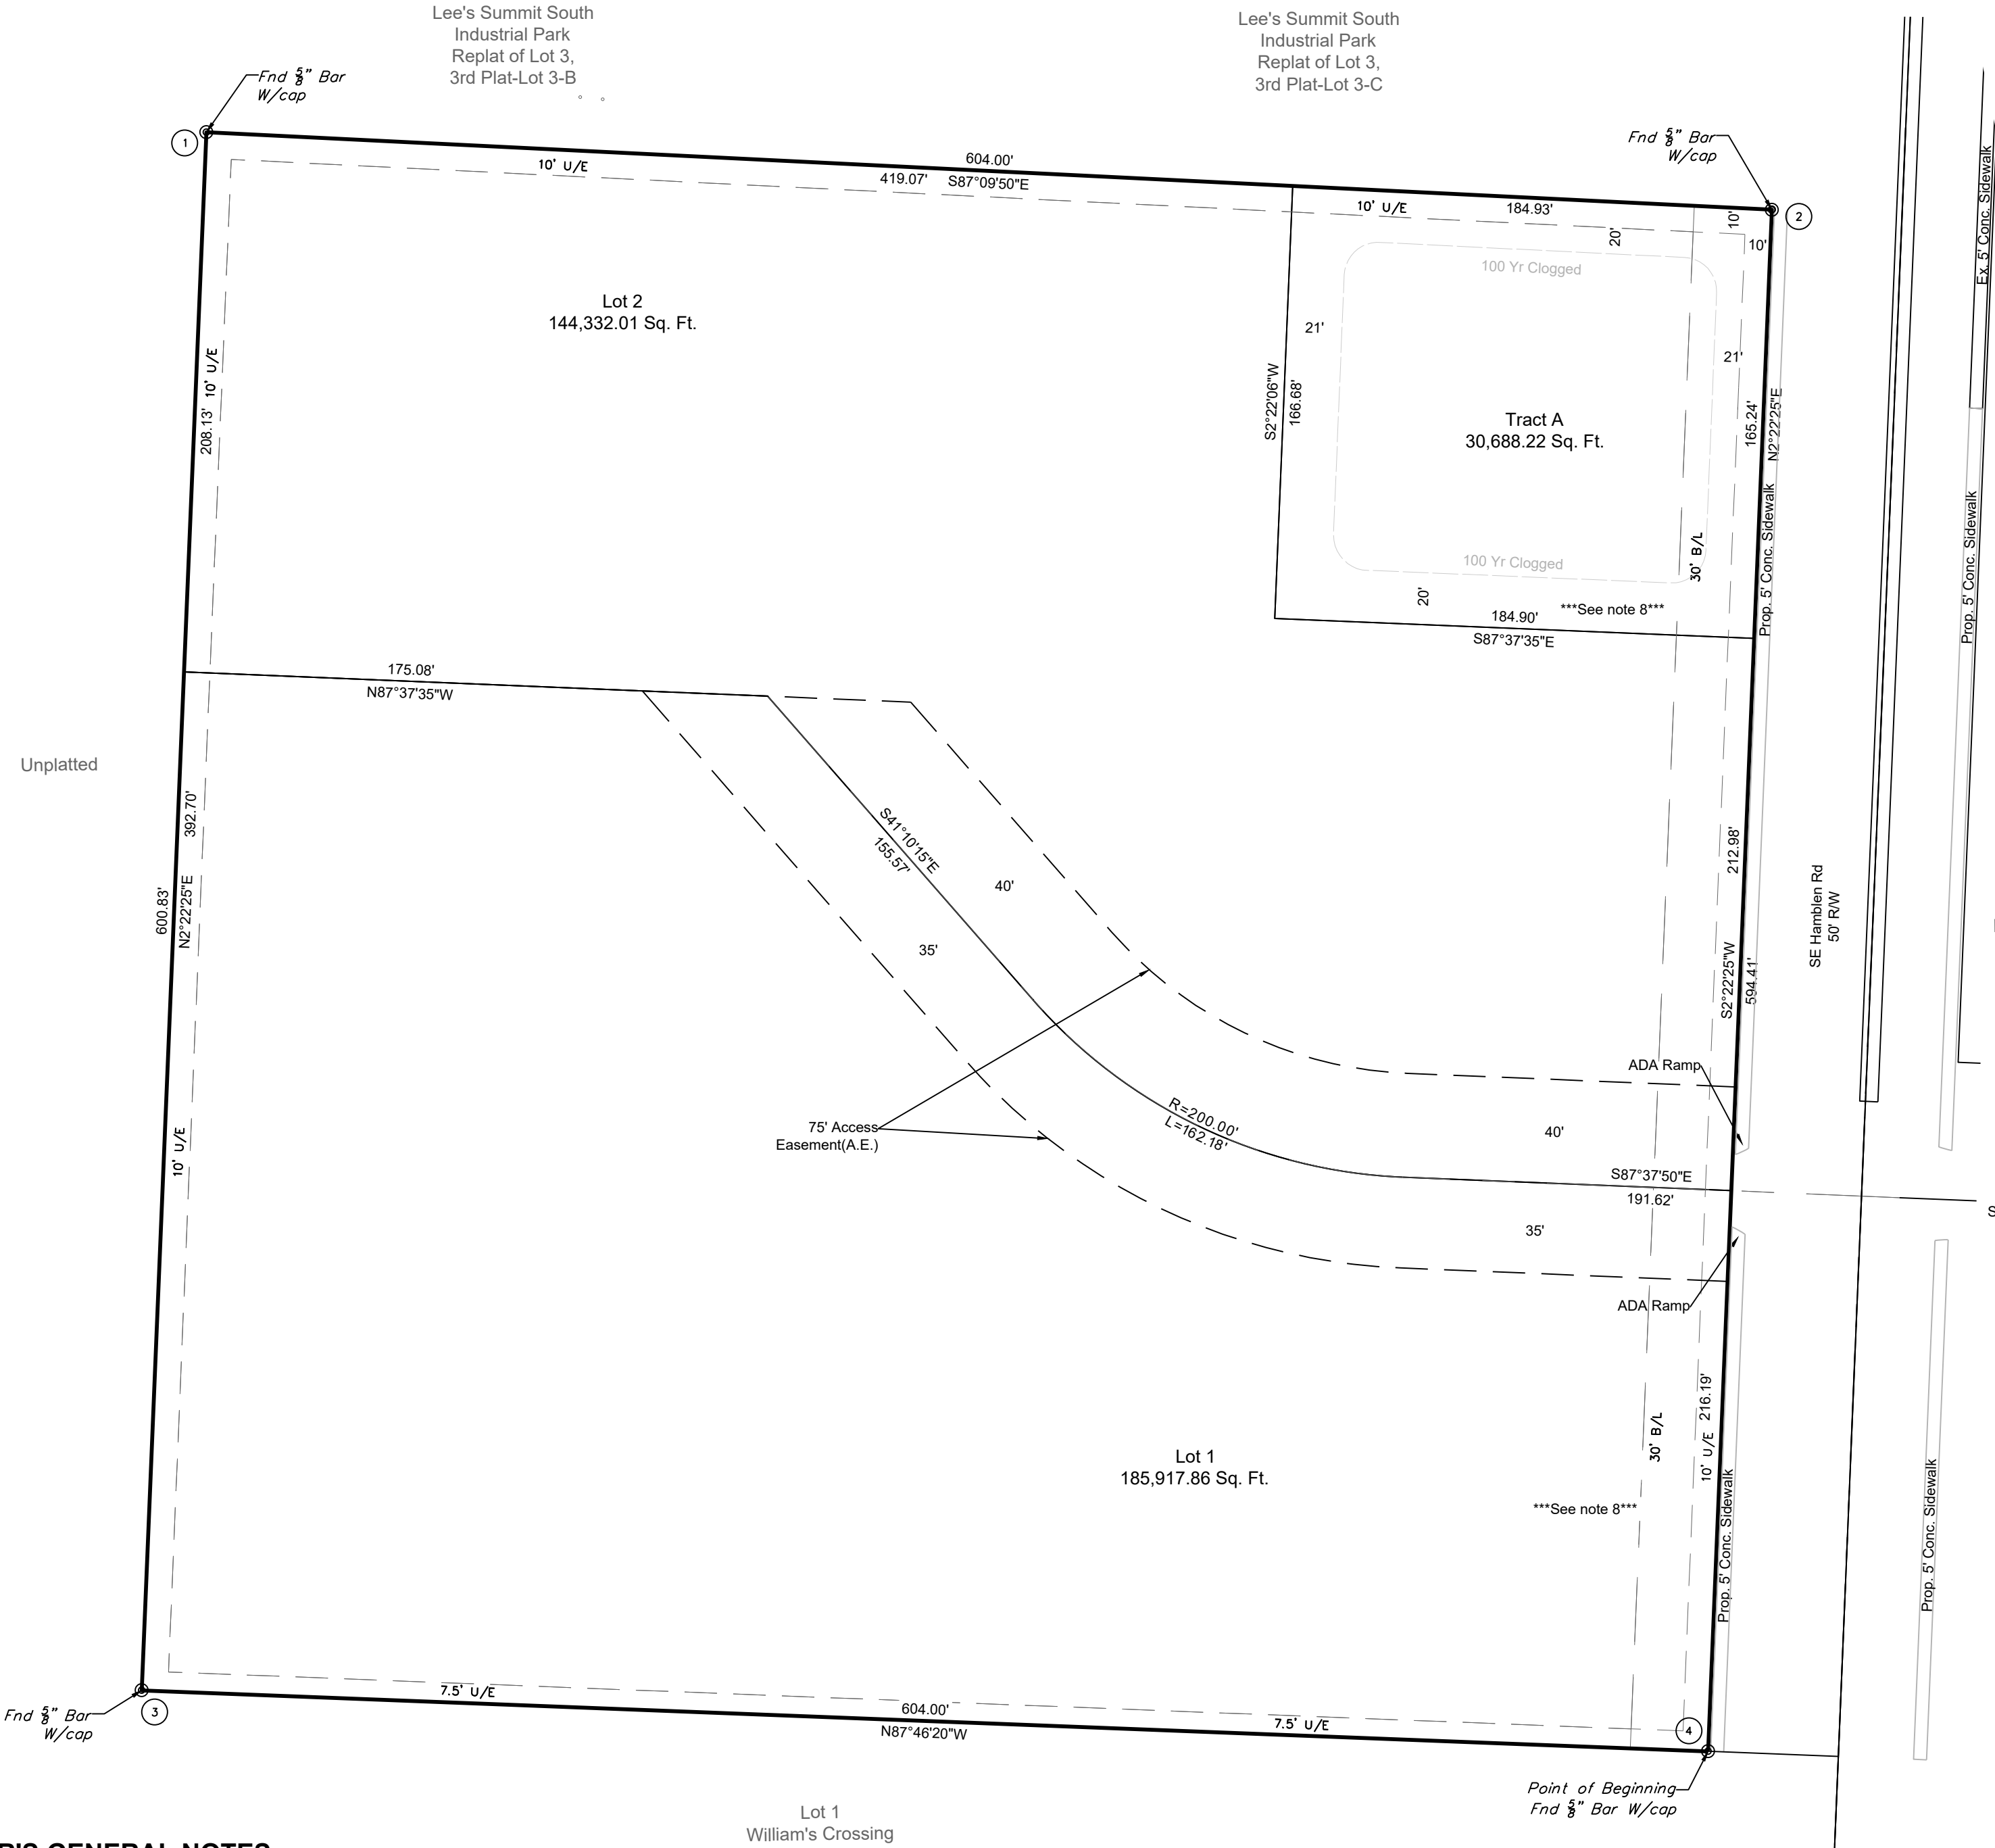 Lee's Summit South
Industrial Park
Replat of Lot 3,
3rd Plat-Lot 3-B
Lee's Summit South
Industrial Park
Replat of Lot 3,
3rd Plat-Lot 3-C
Fnd 5/8" Bar
W/cap
Fnd 5/8" Bar
W/cap
1
2
604.00'
10' U/E
419.07' S87°09'50"E
10' U/E
184.93'
10'
10'
20'
100 Yr Clogged
Lot 2
144,332.01 Sq. Ft.
21'
21'
10' U/E
208.13'
S2°22'06"W
166.68'
Tract A
30,688.22 Sq. Ft.
165.24'
N2°22'25"E
Ex. 5' Conc. Sidewalk
Prop. 5' Conc. Sidewalk
Prop. 5' Conc. Sidewalk
30' B/L
100 Yr Clogged
20'
***See note 8***
184.90'
S87°37'35"E
175.08'
N87°37'35"W
Unplatted
392.70'
N2°22'25"E
600.83'
S41°10'15"E
155.57'
40'
35'
212.98'
S2°22'25"W
594.41'
SE Hamblen Rd
50' R/W
ADA Ramp
75' Access
Easement(A.E.)
R=200.00'
L=162.18'
40'
10' U/E
S87°37'50"E
191.62'
S
35'
ADA Ramp
216.19'
10' U/E
30' B/L
Lot 1
185,917.86 Sq. Ft.
***See note 8***
Prop. 5' Conc. Sidewalk
Prop. 5' Conc. Sidewalk
7.5' U/E
604.00'
N87°46'20"W
7.5' U/E
3
4
Fnd 5/8" Bar
W/cap
Point of Beginning
Fnd 5/8" Bar W/cap
Lot 1
William's Crossing
R'S GENERAL NOTES